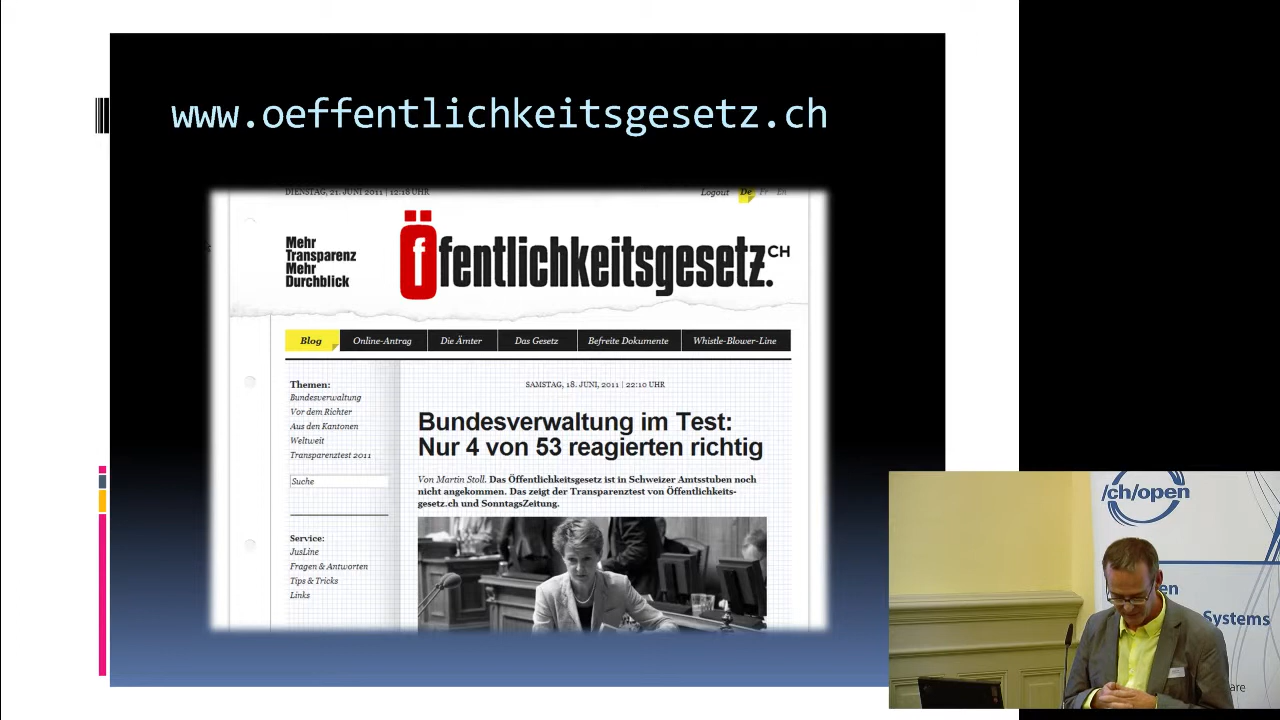 www.oeffentlichkeitsgesetz.ch
DIENSTAG, 21. JUNI 2011 | 12:18 UHR
Logout De Fr En
Mehr
Transparenz
Mehr
Durchblick
Öffentlichkeitsgesetz.CH
Blog Online-Antrag Die Ämter Das Gesetz Befreite Dokumente Whistle-Blower-Line
Themen:
Bundesverwaltung
Vor dem Richter
Aus den Kantonen
Weltweit
Transparenztest 2011
Suche
Service:
JusLine
Fragen & Antworten
Tips & Tricks
Links
SAMSTAG, 18. JUNI, 2011 | 22:10 UHR
Bundesverwaltung im Test:
Nur 4 von 53 reagierten richtig
Von Martin Stoll. Das Öffentlichkeitsgesetz ist in Schweizer Amtsstuben noch
nicht angekommen. Das zeigt der Transparenztest von Öffentlichkeits-
gesetz.ch und SonntagsZeitung.
/ch/open
Systems